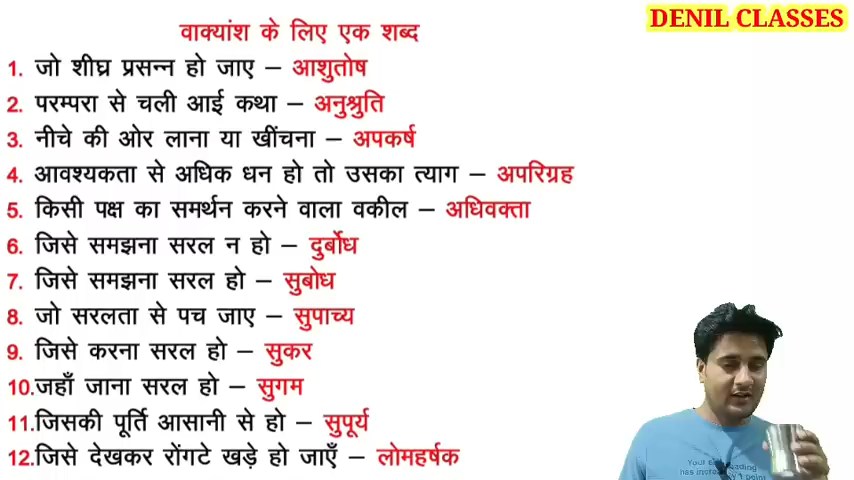 DENIL CLASSES
वाक्यांश के लिए एक शब्द
1. जो शीघ्र प्रसन्न हो जाए – आशुतोष
2. परम्परा से चली आई कथा – अनुश्रुति
3. नीचे की ओर लाना या खींचना – अपकर्ष
4. आवश्यकता से अधिक धन हो तो उसका त्याग – अपरिग्रह
5. किसी पक्ष का समर्थन करने वाला वकील – अधिवक्ता
6. जिसे समझना सरल न हो – दुर्बोध
7. जिसे समझना सरल हो – सुबोध
8. जो सरलता से पच जाए – सुपाच्य
9. जिसे करना सरल हो – सुकर
10.जहाँ जाना सरल हो – सुगम
11.जिसकी पूर्ति आसानी से हो – सुपूर्य
12.जिसे देखकर रोंगटे खड़े हो जाएँ – लोमहर्षक